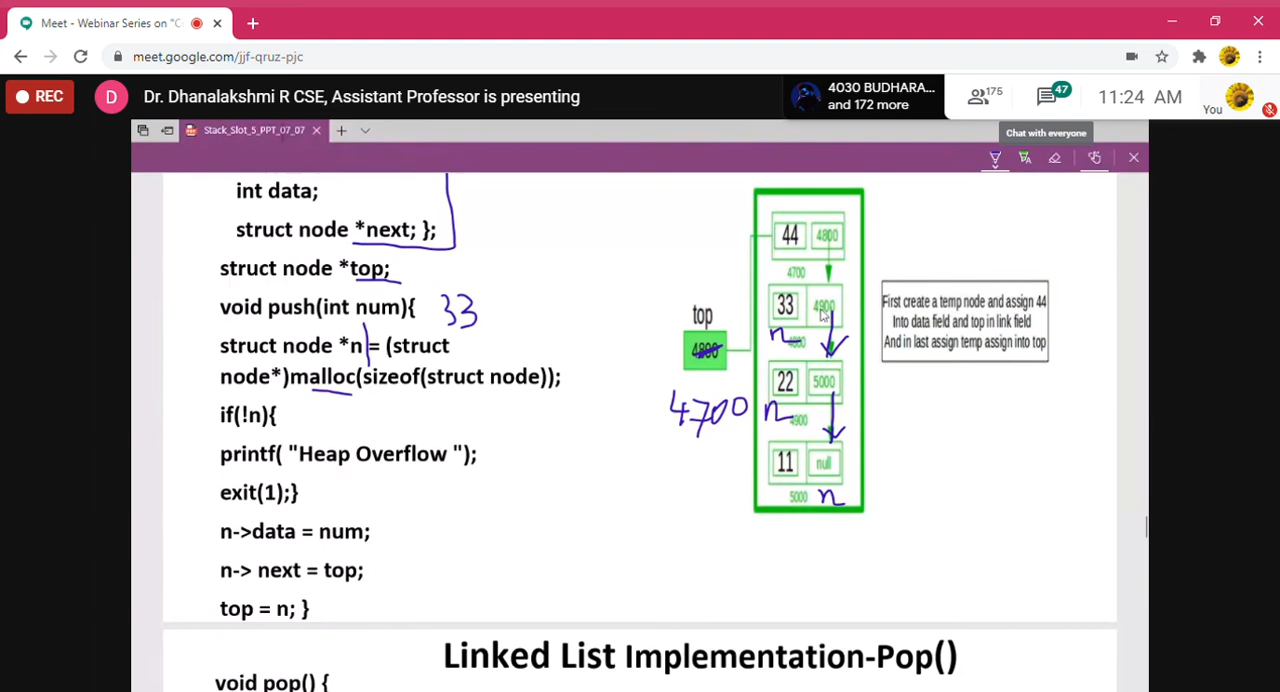 Meet - Webinar Series on "C
meet.google.com/jjf-qruz-pjc
REC
D
Dr. Dhanalakshmi R CSE, Assistant Professor is presenting
4030 BUDHARA...
and 172 more
175
47
11:24 AM
You
Stack_Slot_5_PPT_07_07
Chat with everyone
int data;
struct node *next; };
struct node *top;
void push(int num){ 33
struct node *n = (struct
node*)malloc(sizeof(struct node));
if(!n){
printf( "Heap Overflow ");
exit(1);}
n->data = num;
n-> next = top;
top = n; }
top
4800
4700
44 4800
4700
33 4900
n 4800
22 5000
n 4900
11 null
5000 n
First create a temp node and assign 44
Into data field and top in link field
And in last assign temp assign into top
Linked List Implementation-Pop()
void pop() {